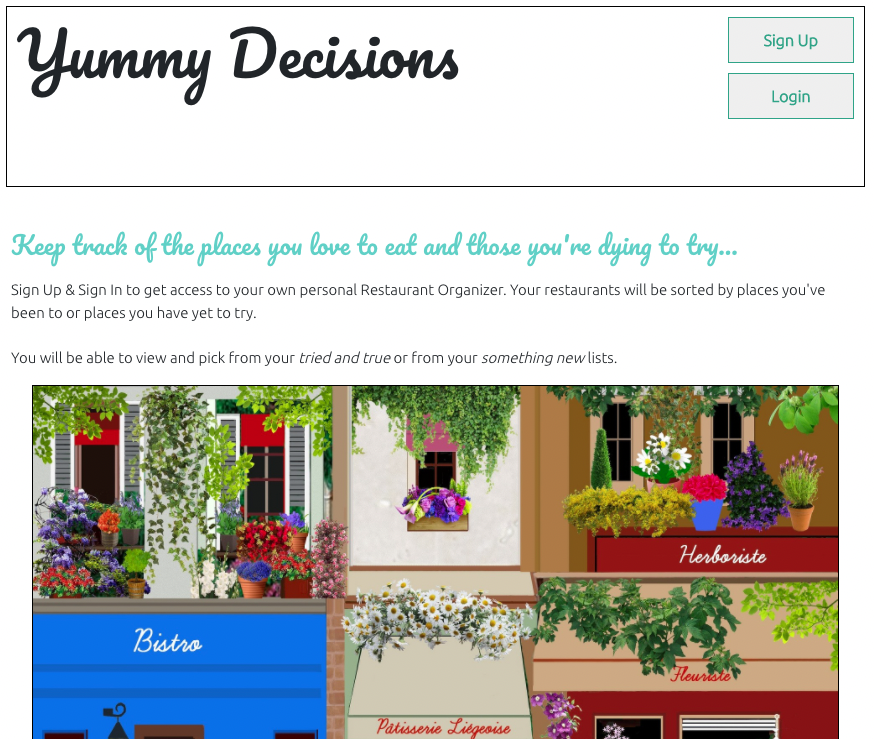 Yummy Decisions
Sign Up
Login
Keep track of the places you love to eat and those you're dying to try...
Sign Up & Sign In to get access to your own personal Restaurant Organizer. Your restaurants will be sorted by places you've
been to or places you have yet to try.
You will be able to view and pick from your tried and true or from your something new lists.
Herboriste
Bistro
Fleuriste
Pâtisserie Liégeoise